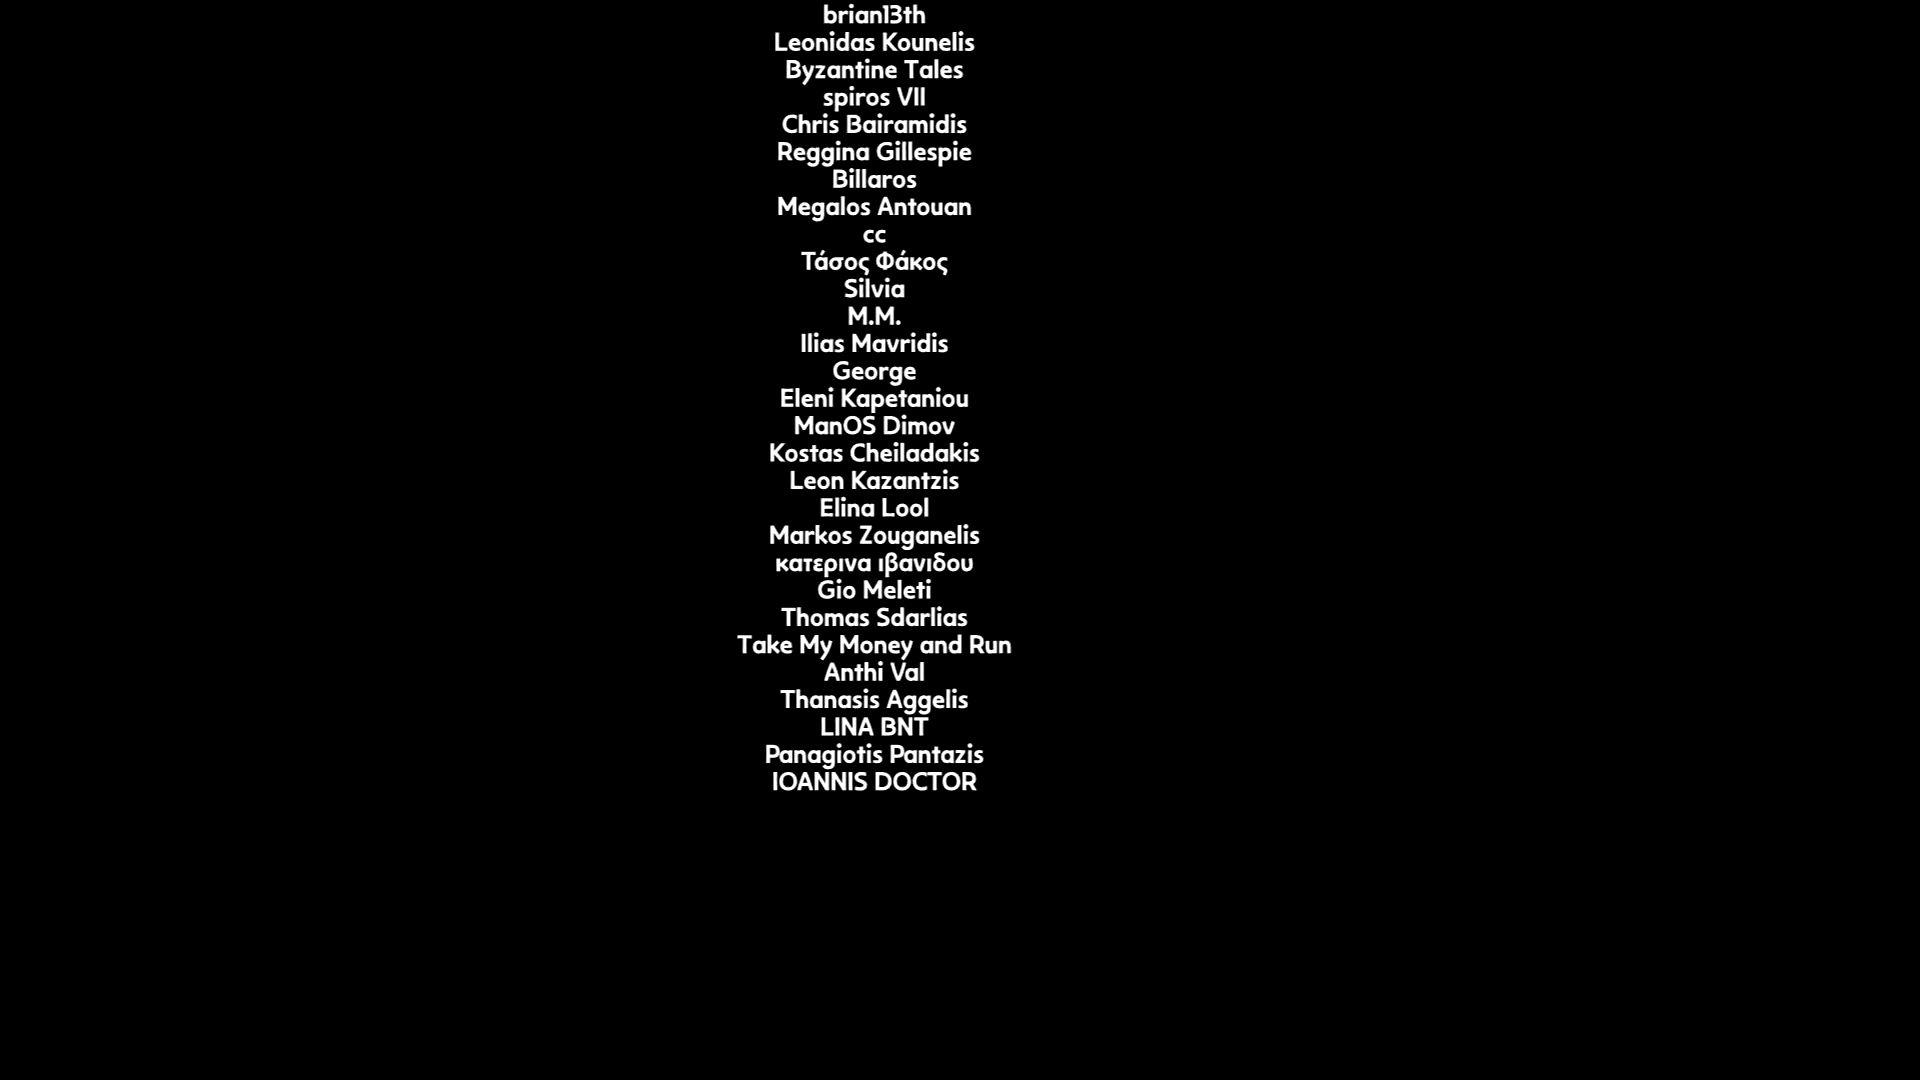 brian13th
Leonidas Kounelis
Byzantine Tales
spiros VII
Chris Bairamidis
Reggina Gillespie
Billaros
Megalos Antouan
cc
Τάσος Φάκος
Silvia
M.M.
Ilias Mavridis
George
Eleni Kapetaniou
ManOS Dimov
Kostas Cheiladakis
Leon Kazantzis
Elina Lool
Markos Zouganelis
κατερινα ιβανιδου
Gio Meleti
Thomas Sdarlias
Take My Money and Run
Anthi Val
Thanasis Aggelis
LINA BNT
Panagiotis Pantazis
IOANNIS DOCTOR